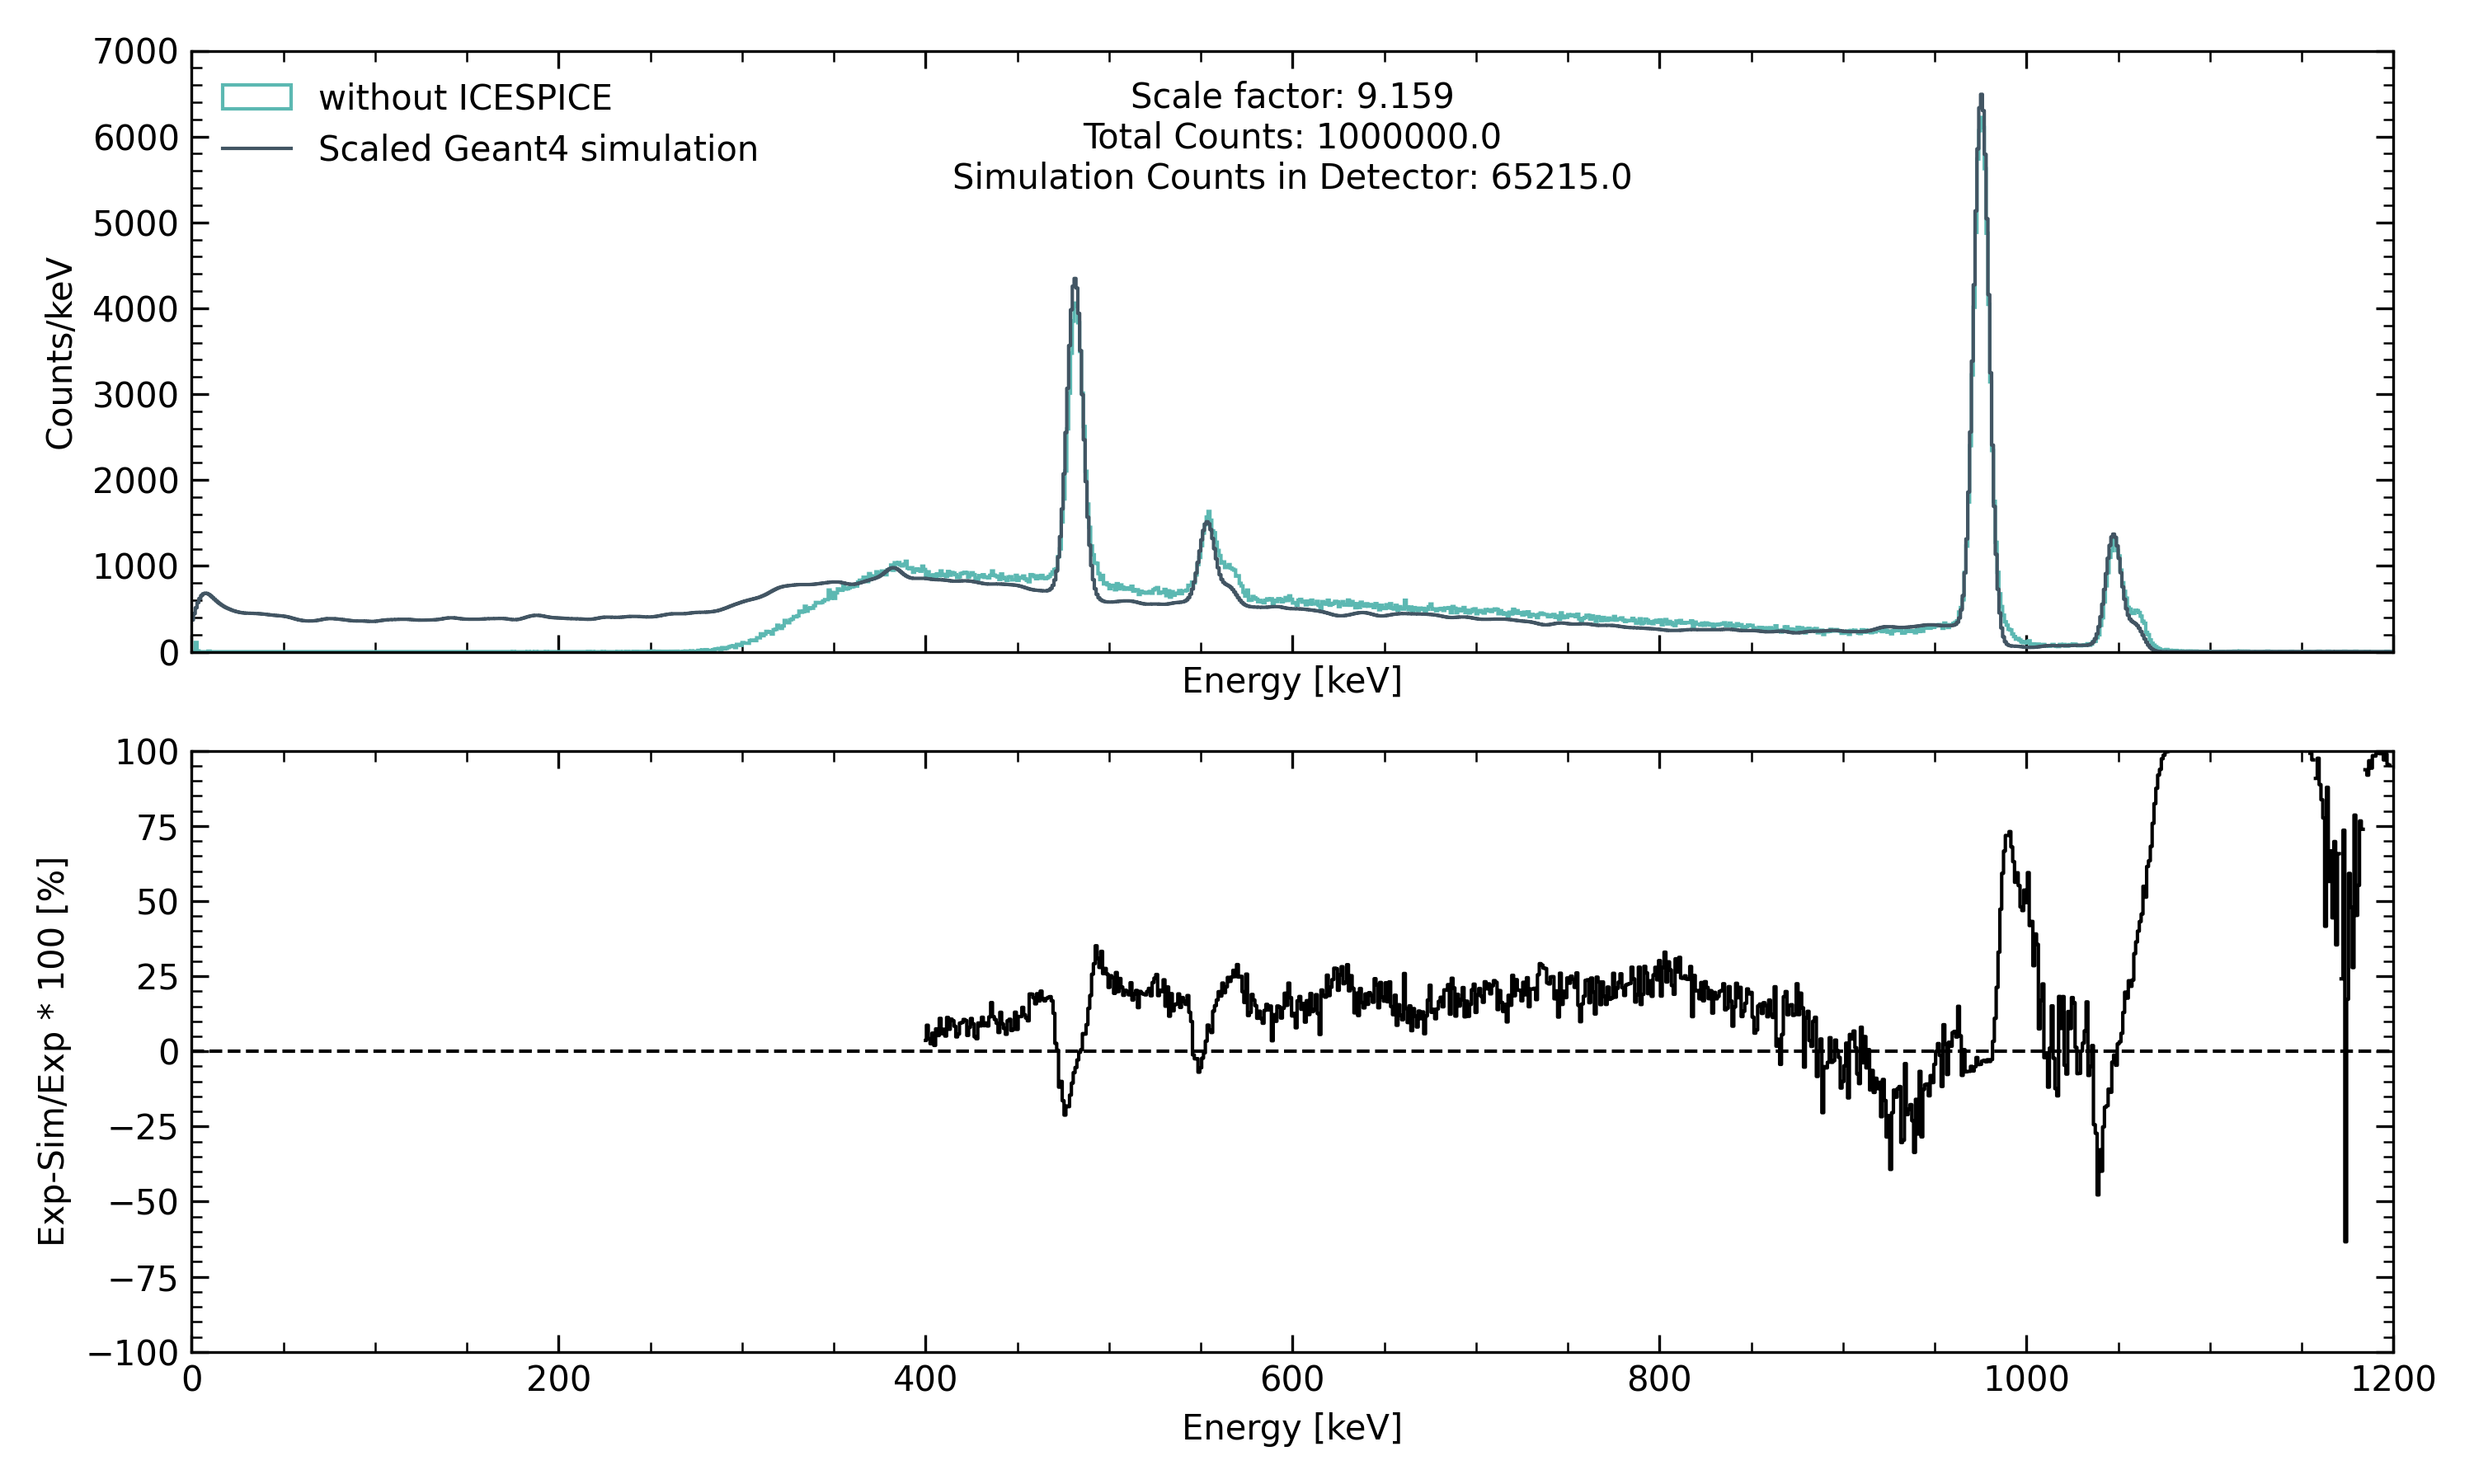 7000
6000
5000
4000
3000
2000
1000
0
Counts/keV
without ICESPICE
Scaled Geant4 simulation
Scale factor: 9.159
Total Counts: 1000000.0
Simulation Counts in Detector: 65215.0
Energy [keV]
100
75
50
25
0
−25
−50
−75
−100
Exp-Sim/Exp * 100 [%]
0 200 400 600 800 1000 1200
Energy [keV]